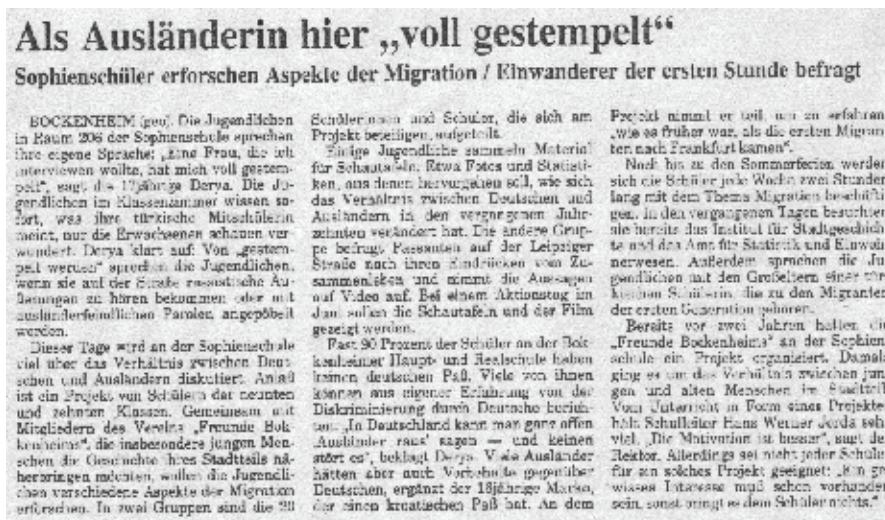 Als Ausländerin hier „voll gestempelt“
Sophienschüler erforschen Aspekte der Migration / Einwanderer der ersten Stunde befragt
BOCKENHEIM (geo). Die Jugendlichen
in Raum 206 der Sophienschule sprechen
ihre eigene Sprache: „Eine Frau, die ich
interviewen wollte, hat mich voll gestem-
pelt“, sagt die 17jährige Derya. Die Ju-
gendlichen im Klassenzimmer wissen so-
fort, was ihre türkische Mitschülerin
meint, nur die Erwachsenen schauen ver-
wundert. Derya klärt auf: Von „gestem-
pelt werden“ sprechen die Jugendlichen,
wenn sie auf der Straße rassistische Äu-
ßerungen zu hören bekommen oder mit
ausländerfeindlichen Parolen angepöbelt
werden.
Dieser Tage wird an der Sophienschule
viel über das Verhältnis zwischen Deut-
schen und Ausländern diskutiert. Anlaß
ist ein Projekt von Schülern der neunten
und zehnten Klassen. Gemeinsam mit
Mitgliedern des Vereins „Freunde Bok-
kenheims“, die insbesondere jungen Men-
schen die Geschichte ihres Stadtteils nä-
herbringen möchten, wollen die Jugendli-
chen verschiedene Aspekte der Migration
erforschen. In zwei Gruppen sind die 20
Schülerinnen und Schüler, die sich am
Projekt beteiligen, aufgeteilt.
Einige Jugendliche sammeln Material
für Schautafeln. Etwa Fotos und Statisti-
ken, aus denen hervorgehen soll, wie sich
das Verhältnis zwischen Deutschen und
Ausländern in den vergangenen Jahr-
zehnten verändert hat. Die andere Grup-
pe befragt Passanten auf der Leipziger
Straße nach ihren Eindrücken vom Zu-
sammenleben und nimmt die Aussagen
auf Video auf. Bei einem Aktionstag im
Juni sollen die Schautafeln und der Film
gezeigt werden.
Fast 90 Prozent der Schüler an der Bok-
kenheimer Haupt- und Realschule haben
keinen deutschen Paß. Viele von ihnen
können aus eigener Erfahrung von der
Diskriminierung durch Deutsche berich-
ten. „In Deutschland kann man ganz offen
‚Ausländer raus‘ sagen — und keinen
stört es“, beklagt Derya. Viele Ausländer
hätten aber auch Vorbehalte gegenüber
Deutschen, ergänzt der 16jährige Marko,
der einen kroatischen Paß hat. An dem
Projekt nimmt er teil, um zu erfahren
„wie es früher war, als die ersten Migran-
ten nach Frankfurt kamen“.
Noch bis zu den Sommerferien werden
sich die Schüler jede Woche zwei Stunden
lang mit dem Thema Migration beschäfti-
gen. In den vergangenen Tagen besuchten
sie bereits das Institut für Stadtgeschich-
te und das Amt für Statistik und Einwoh-
nerwesen. Außerdem sprechen die Ju-
gendlichen mit den Großeltern einer tür-
kischen Schülerin, die zu den Migranten
der ersten Generation gehören.
Bereits vor zwei Jahren hatten die
„Freunde Bockenheims“ an der Sophien-
schule ein Projekt organisiert. Damals
ging es um das Verhältnis zwischen jun-
gen und alten Menschen im Stadtteil.
Vom Unterricht in Form eines Projektes
hält Schulleiter Hans Werner Jorda sehr
viel. „Die Motivation ist besser“, sagt der
Rektor. Allerdings sei nicht jeder Schüler
für ein solches Projekt geeignet: „Ein ge-
wisses Interesse muß schon vorhanden
sein, sonst bringt es dem Schüler nichts.“